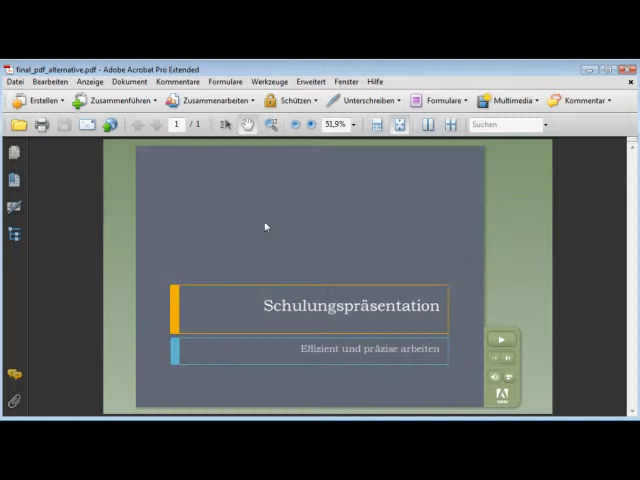 final_pdf_alternative.pdf - Adobe Acrobat Pro Extended
Datei Bearbeiten Anzeige Dokument Kommentare Formulare Werkzeuge Erweitert Fenster Hilfe
Erstellen Zusammenführen Zusammenarbeiten Schützen Unterschreiben Formulare Multimedia Kommentar
1 / 1 51,9% Suchen
Schulungspräsentation
Effizient und präzise arbeiten